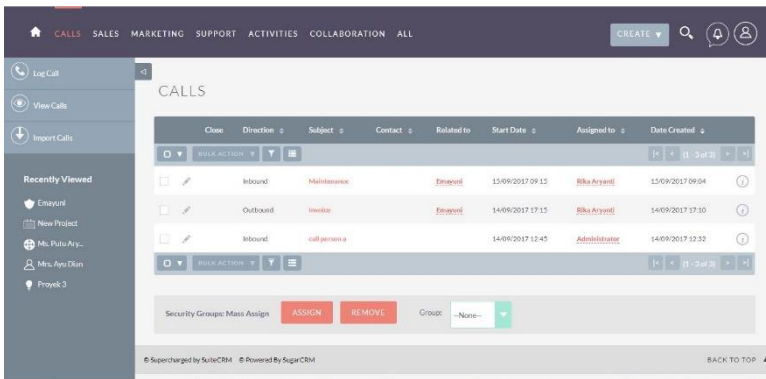 CALLS SALES MARKETING SUPPORT ACTIVITIES COLLABORATION ALL CREATE
Log Call
View Calls
Import Calls
Recently Viewed
Emayuni
New Project
Ms. Putu Ary...
Mrs. Ayu Dian
Proyek 3
CALLS
Close Direction Subject Contact Related to Start Date Assigned to Date Created
BULK ACTION (1 - 3 of 3)
Inbound Maintenance Emayuni 15/09/2017 09:15 Rika Aryanti 15/09/2017 09:04
Outbound Invoice Emayuni 14/09/2017 17:15 Rika Aryanti 14/09/2017 17:10
Inbound call person a 14/09/2017 12:45 Administrator 14/09/2017 12:32
BULK ACTION (1 - 3 of 3)
Security Groups: Mass Assign ASSIGN REMOVE Group: --None--
© Supercharged by SuiteCRM © Powered By SugarCRM BACK TO TOP